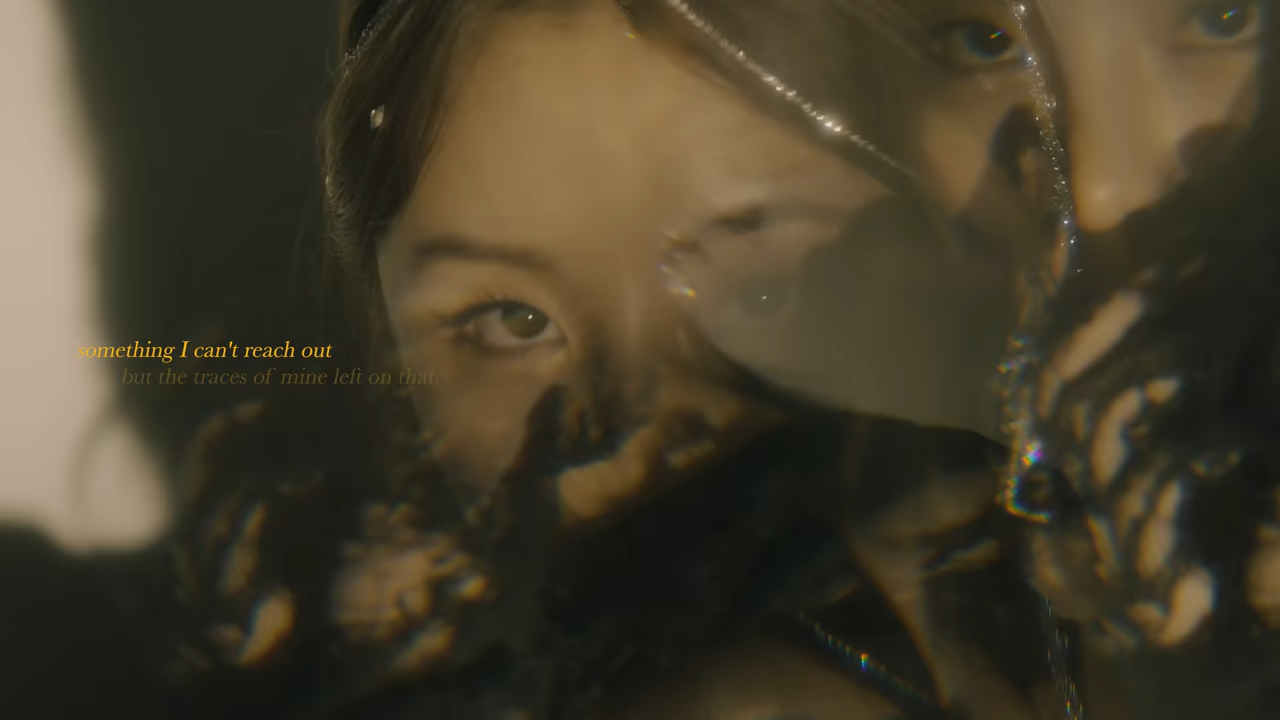 something I can't reach out
but the traces of mine left on that.